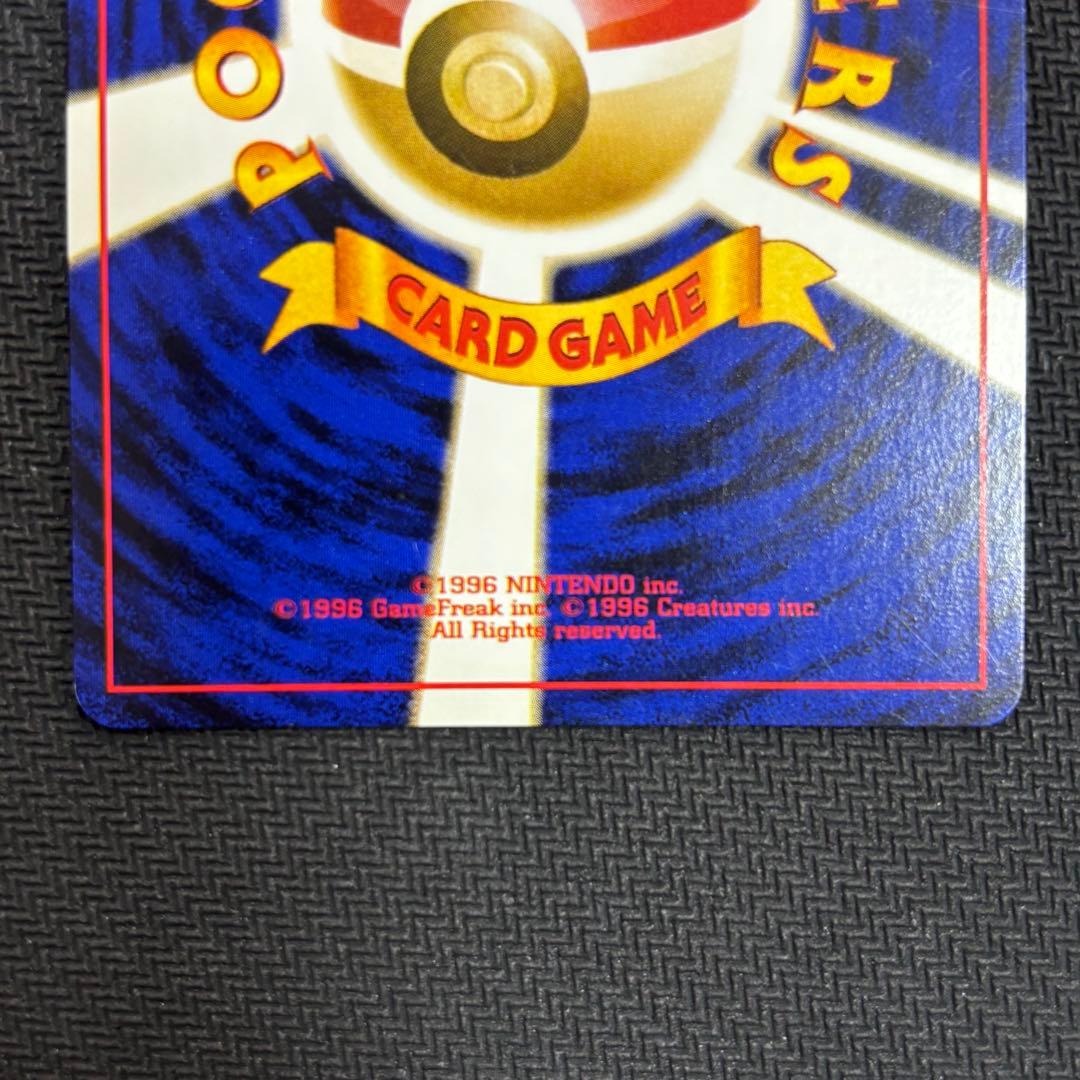 CARD GAME
©1996 NINTENDO inc.
©1996 GameFreak inc. ©1996 Creatures inc.
All Rights reserved.